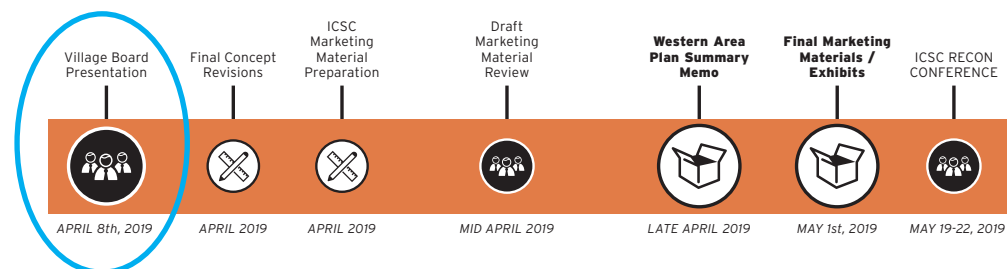 Village Board
Presentation
Final Concept
Revisions
ICSC
Marketing
Material
Preparation
Draft
Marketing
Material
Review
Western Area
Plan Summary
Memo
Final Marketing
Materials /
Exhibits
ICSC RECON
CONFERENCE
APRIL 8th, 2019
APRIL 2019
APRIL 2019
MID APRIL 2019
LATE APRIL 2019
MAY 1st, 2019
MAY 19-22, 2019